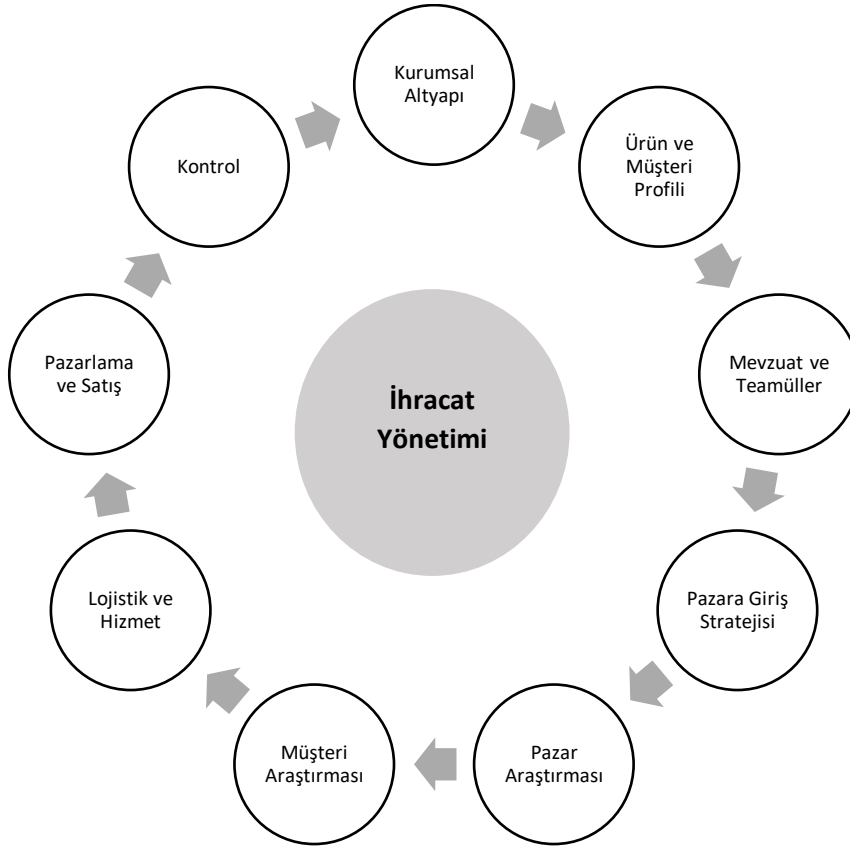 Kurumsal
Altyapı
Ürün ve
Müşteri
Profili
Mevzuat ve
Teamüller
Pazara Giriş
Stratejisi
Pazar
Araştırması
Müşteri
Araştırması
Lojistik ve
Hizmet
Pazarlama
ve Satış
Kontrol
İhracat
Yönetimi